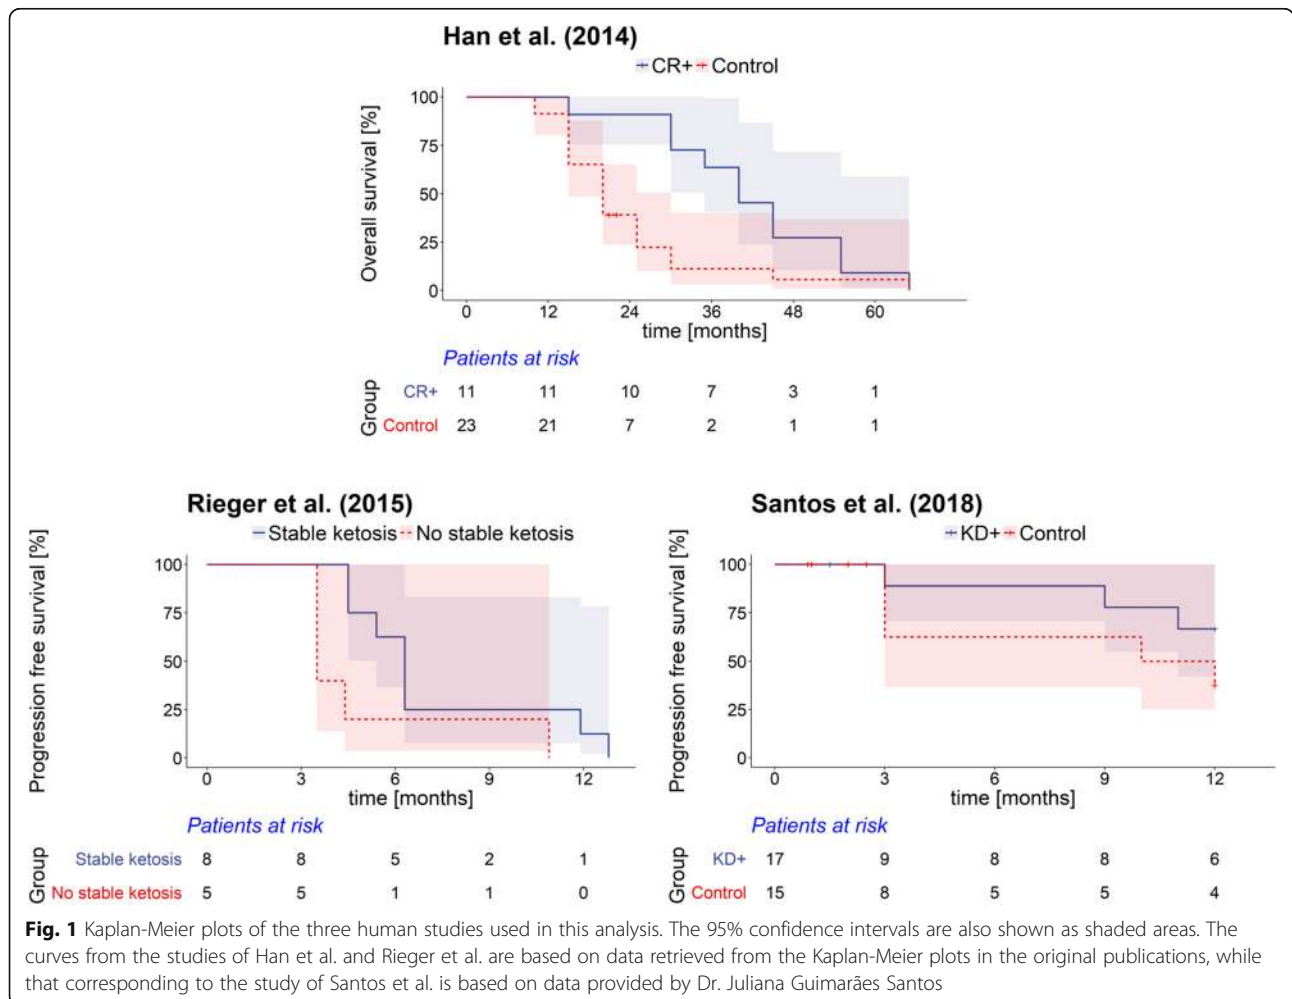 Han et al. (2014)
CR+ Control
Overall survival [%]
100
75
50
25
0
0 12 24 36 48 60
time [months]
Patients at risk
Group
CR+ 11 11 10 7 3 1
Control 23 21 7 2 1 1
Rieger et al. (2015)
Stable ketosis No stable ketosis
Progression free survival [%]
100
75
50
25
0
0 3 6 9 12
time [months]
Patients at risk
Group
Stable ketosis 8 8 5 2 1
No stable ketosis 5 5 1 1 0
Santos et al. (2018)
KD+ Control
Progression free survival [%]
100
75
50
25
0
0 3 6 9 12
time [months]
Patients at risk
Group
KD+ 17 9 8 8 6
Control 15 8 5 5 4
Fig. 1 Kaplan-Meier plots of the three human studies used in this analysis. The 95% confidence intervals are also shown as shaded areas. The
curves from the studies of Han et al. and Rieger et al. are based on data retrieved from the Kaplan-Meier plots in the original publications, while
that corresponding to the study of Santos et al. is based on data provided by Dr. Juliana Guimarães Santos